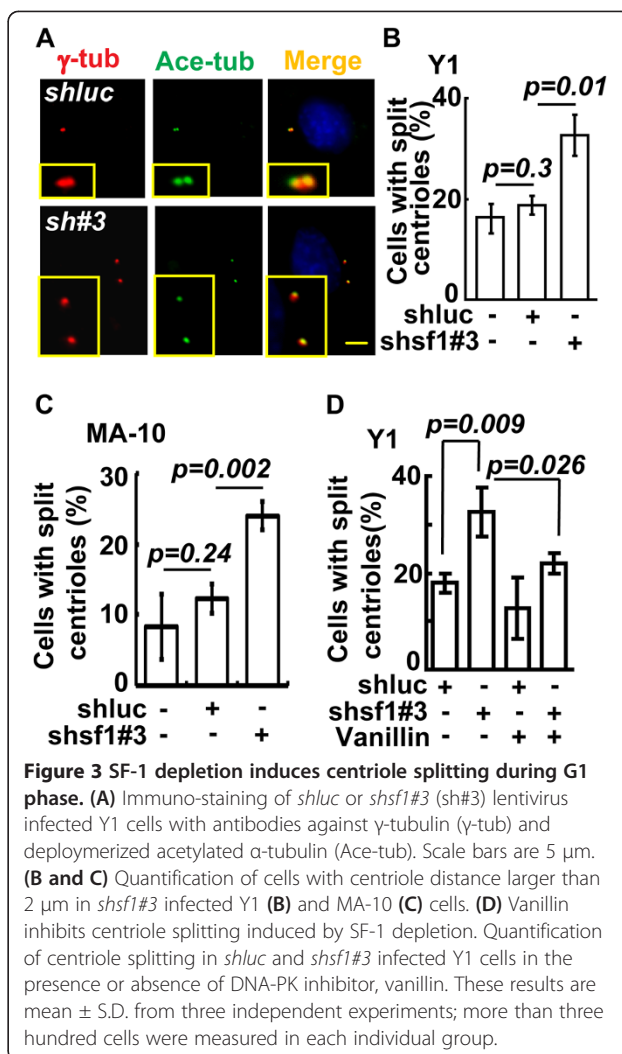 A
γ-tub Ace-tub Merge
shluc
sh#3
B
Y1
Cells with split centrioles (%)
40
20
0
p=0.3
p=0.01
shluc - + -
shsf1#3 - - +
C
MA-10
Cells with split centrioles (%)
30
20
10
0
p=0.24
p=0.002
shluc - + -
shsf1#3 - - +
D
Y1
Cells with split centrioles(%)
40
20
0
p=0.009
p=0.026
shluc + - + -
shsf1#3 - + - +
Vanillin - - + +
Figure 3 SF-1 depletion induces centriole splitting during G1
phase. (A) Immuno-staining of shluc or shsf1#3 (sh#3) lentivirus
infected Y1 cells with antibodies against γ-tubulin (γ-tub) and
deploymerized acetylated α-tubulin (Ace-tub). Scale bars are 5 μm.
(B and C) Quantification of cells with centriole distance larger than
2 μm in shsf1#3 infected Y1 (B) and MA-10 (C) cells. (D) Vanillin
inhibits centriole splitting induced by SF-1 depletion. Quantification
of centriole splitting in shluc and shsf1#3 infected Y1 cells in the
presence or absence of DNA-PK inhibitor, vanillin. These results are
mean ± S.D. from three independent experiments; more than three
hundred cells were measured in each individual group.